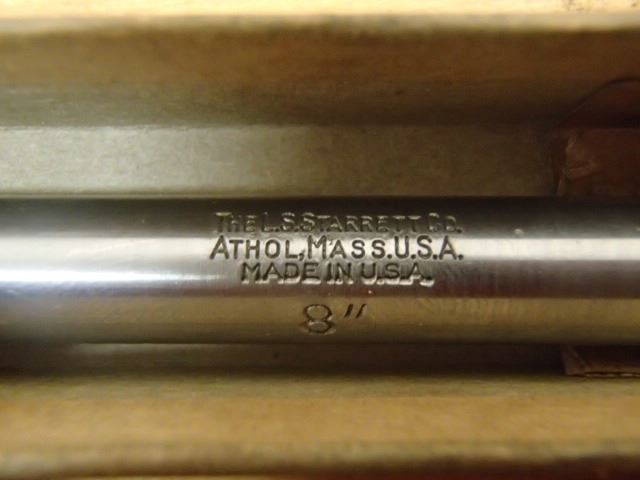 THE L.S. STARRETT CO.
ATHOL, MASS. U.S.A.
MADE IN U.S.A.
8"